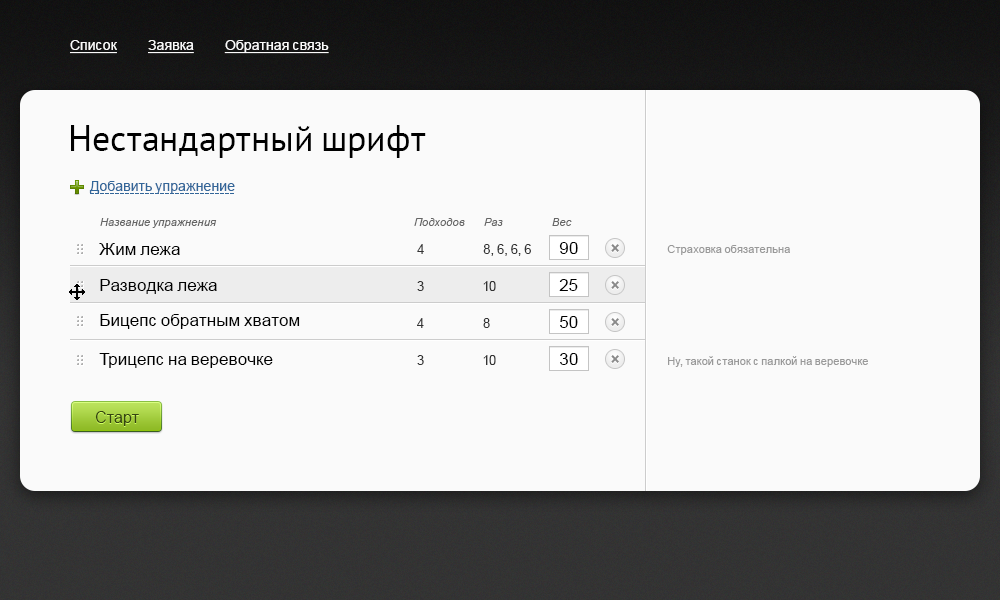 Список Заявка Обратная связь
Нестандартный шрифт
Добавить упражнение
Название упражнения Подходов Раз Вес
Жим лежа 4 8, 6, 6, 6 90 Страховка обязательна
Разводка лежа 3 10 25
Бицепс обратным хватом 4 8 50
Трицепс на веревочке 3 10 30 Ну, такой станок с палкой на веревочке
Старт